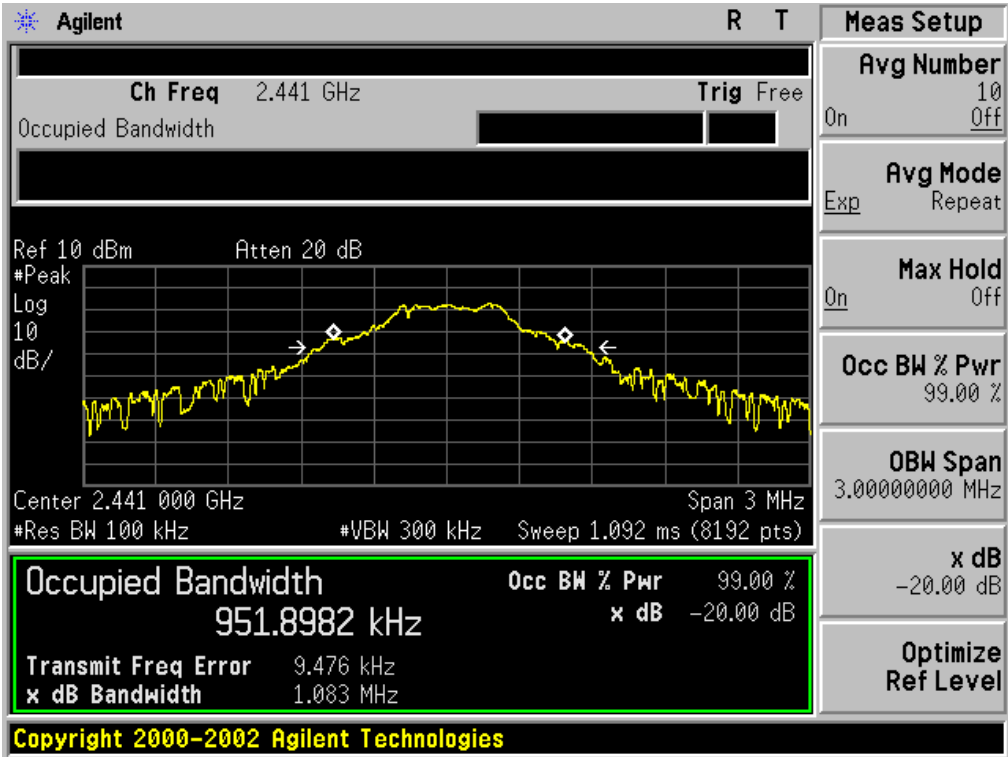 Agilent R T
Ch Freq 2.441 GHz Trig Free
Occupied Bandwidth
Ref 10 dBm Atten 20 dB
#Peak
Log
10
dB/
Center 2.441 000 GHz Span 3 MHz
#Res BW 100 kHz #VBW 300 kHz Sweep 1.092 ms (8192 pts)
Occupied Bandwidth Occ BW % Pwr 99.00 %
951.8982 kHz x dB -20.00 dB
Transmit Freq Error 9.476 kHz
x dB Bandwidth 1.083 MHz
Copyright 2000-2002 Agilent Technologies
Meas Setup
Avg Number
10
On Off
Avg Mode
Exp Repeat
Max Hold
On Off
Occ BW % Pwr
99.00 %
OBW Span
3.00000000 MHz
x dB
-20.00 dB
Optimize
Ref Level